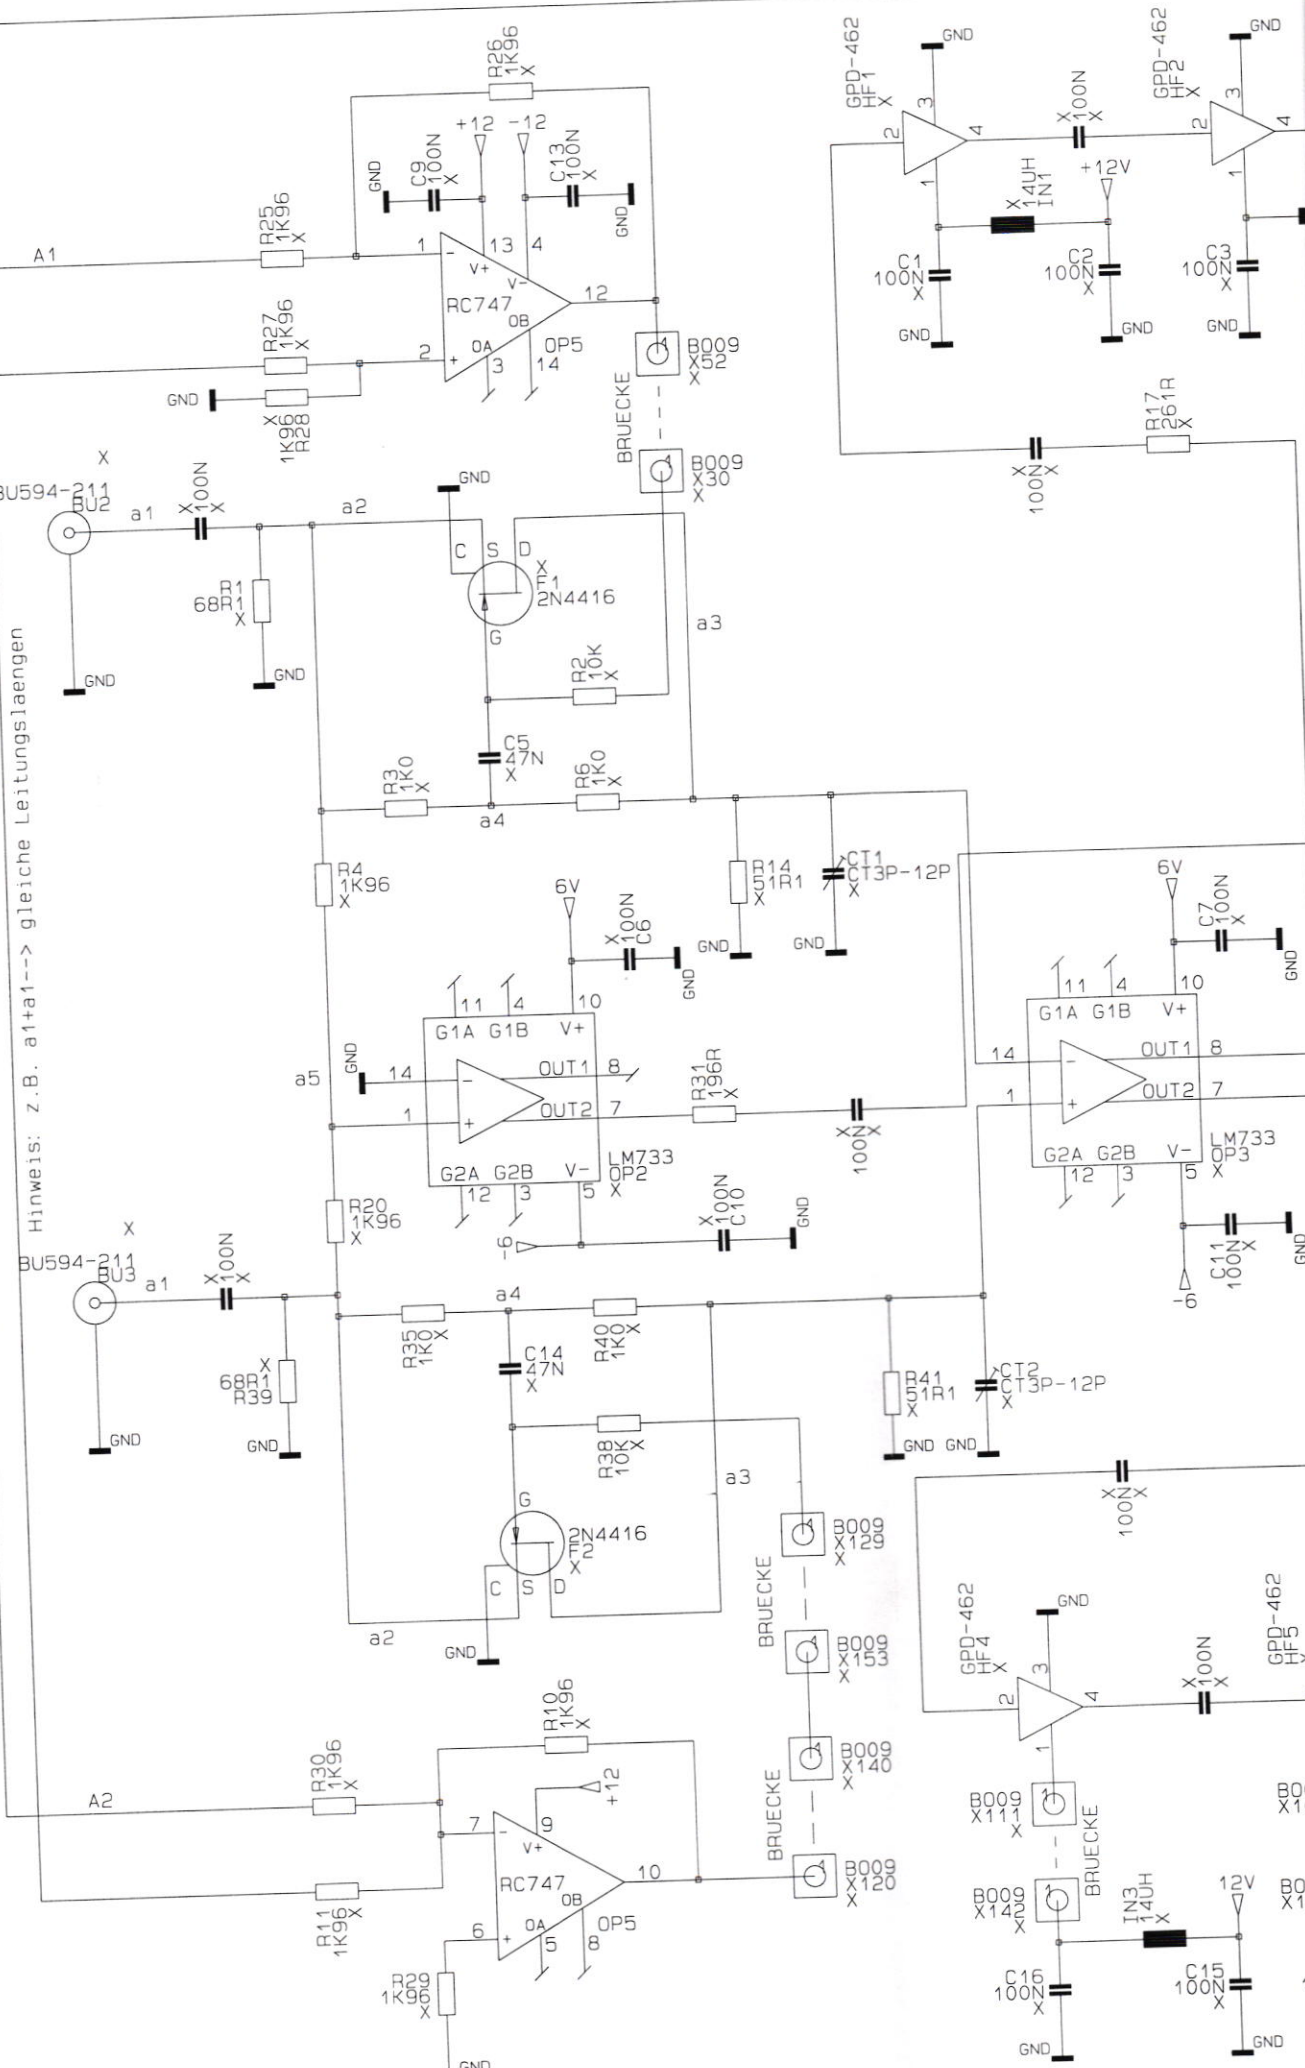 R26
1K96
X
GPD-462
HF1
X
GND
GPD-462
HF2
X
GND
+12
-12
C9
100N
X
C13
100N
X
GND
GND
R25
1K96
X
A1
1
-
13
4
V+
V-
RC747
12
OB
OA
OP5
2
+
3
14
R27
1K96
X
GND
X
1K96
R28
B009
X52
X
BRUECKE
B009
X30
X
3
2
4
1
X
100N
X
3
2
4
1
X
14UH
IN1
+12V
C1
100N
X
C2
100N
X
C3
100N
X
GND
GND
GND
R17
261R
X
X
100N
X
X
BU594-211
BU2
a1
X
100N
X
a2
GND
C
S
D
X
F1
2N4416
G
R1
68R1
X
GND
GND
a3
R2
10K
X
C5
47N
X
R3
1K0
X
R6
1K0
X
a4
Hinweis: z.B. a1+a1--> gleiche Leitungslaengen
R4
1K96
X
R14
51R1
X
CT1
CT3P-12P
X
GND
GND
6V
X
100N
C6
GND
11
4
10
G1A
G1B
V+
GND
14
-
OUT1
8
1
+
OUT2
7
G2A
G2B
V-
12
3
5
LM733
OP2
X
a5
R31
196R
X
X
100N
X
6V
C7
100N
X
GND
11
4
10
G1A
G1B
V+
14
-
OUT1
8
1
+
OUT2
7
G2A
G2B
V-
12
3
5
LM733
OP3
X
C11
100N
X
GND
-6
R20
1K96
X
-6
X
100N
C10
GND
X
BU594-211
BU3
a1
X
100N
X
R35
1K0
X
a4
R40
1K0
X
C14
47N
X
X
68R1
R39
GND
GND
R38
10K
X
R41
51R1
X
CT2
CT3P-12P
X
GND
GND
a3
G
2N4416
F2
X
C
S
D
a2
GND
B009
X129
X
BRUECKE
B009
X153
X
B009
X140
X
BRUECKE
B009
X120
X
X
100N
X
GPD-462
HF4
X
GND
3
2
4
1
X
100N
X
GPD-462
HF5
X
R10
1K96
X
R30
1K96
X
A2
+12
7
-
9
V+
RC747
10
OB
OA
OP5
6
+
5
8
R11
1K96
X
R29
1K96
X
GND
B009
X111
X
BRUECKE
B009
X142
X
IN3
14UH
X
12V
C16
100N
X
C15
100N
X
GND
GND